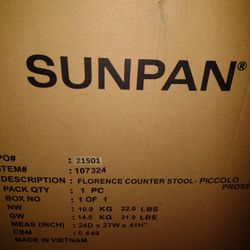 SUNPAN®
PO# : 21501
ITEM# : 107324
DESCRIPTION : FLORENCE COUNTER STOOL- PICCOLO
PROSE
PACK QTY : 1 PC
BOX NO : 1 OF 1
NW : 10.0 KG 22.0 LBS
GW : 14.5 KG 31.9 LBS
MEAS (INCH) : 24D x 27W x 41H"
CBM : 0.449
MADE IN VIETNAM